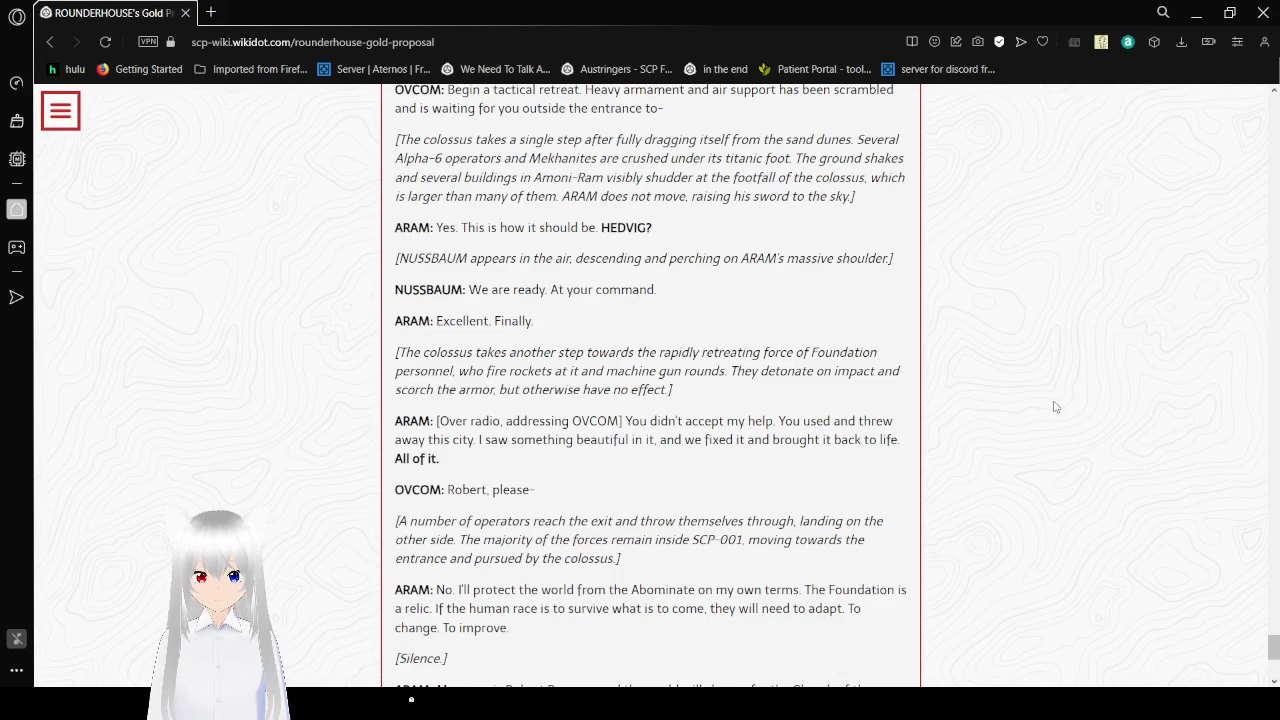 ROUNDERHOUSE's Gold P
VPN scp-wiki.wikidot.com/rounderhouse-gold-proposal
hulu Getting Started Imported from Firef... Server | Aternos | Fr... We Need To Talk A... Austringers - SCP F... in the end Patient Portal - tool... server for discord fr...
OVCOM: Begin a tactical retreat. Heavy armament and air support has been scrambled
and is waiting for you outside the entrance to-
[The colossus takes a single step after fully dragging itself from the sand dunes. Several
Alpha-6 operators and Mekhanites are crushed under its titanic foot. The ground shakes
and several buildings in Amoni-Ram visibly shudder at the footfall of the colossus, which
is larger than many of them. ARAM does not move, raising his sword to the sky.]
ARAM: Yes. This is how it should be. HEDVIG?
[NUSSBAUM appears in the air, descending and perching on ARAM's massive shoulder.]
NUSSBAUM: We are ready. At your command.
ARAM: Excellent. Finally.
[The colossus takes another step towards the rapidly retreating force of Foundation
personnel, who fire rockets at it and machine gun rounds. They detonate on impact and
scorch the armor, but otherwise have no effect.]
ARAM: [Over radio, addressing OVCOM] You didn't accept my help. You used and threw
away this city. I saw something beautiful in it, and we fixed it and brought it back to life.
All of it.
OVCOM: Robert, please-
[A number of operators reach the exit and throw themselves through, landing on the
other side. The majority of the forces remain inside SCP-001, moving towards the
entrance and pursued by the colossus.]
ARAM: No. I'll protect the world from the Abominate on my own terms. The Foundation is
a relic. If the human race is to survive what is to come, they will need to adapt. To
change. To improve.
[Silence.]